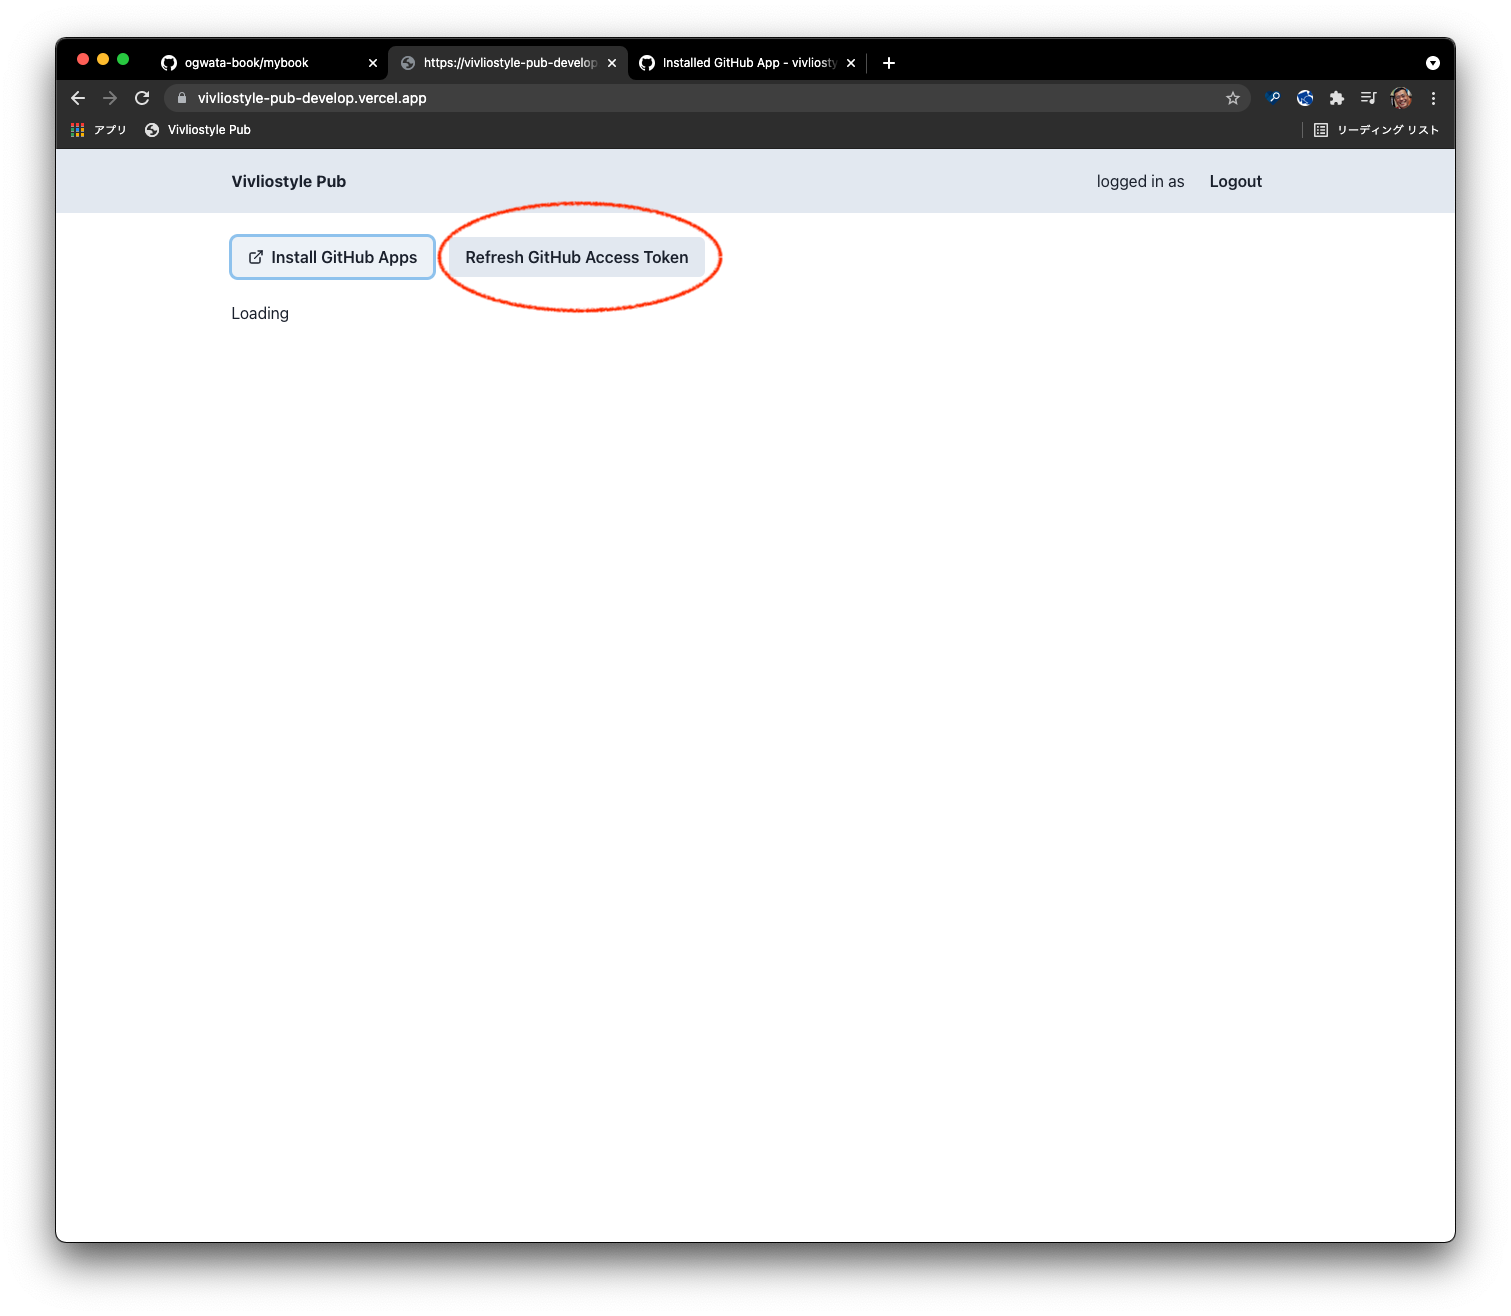 ogwata-book/mybook
https://vivliostyle-pub-develop
Installed GitHub App - vivliosty
vivliostyle-pub-develop.vercel.app
アプリ
Vivliostyle Pub
リーディング リスト
Vivliostyle Pub
logged in as
Logout
Install GitHub Apps
Refresh GitHub Access Token
Loading